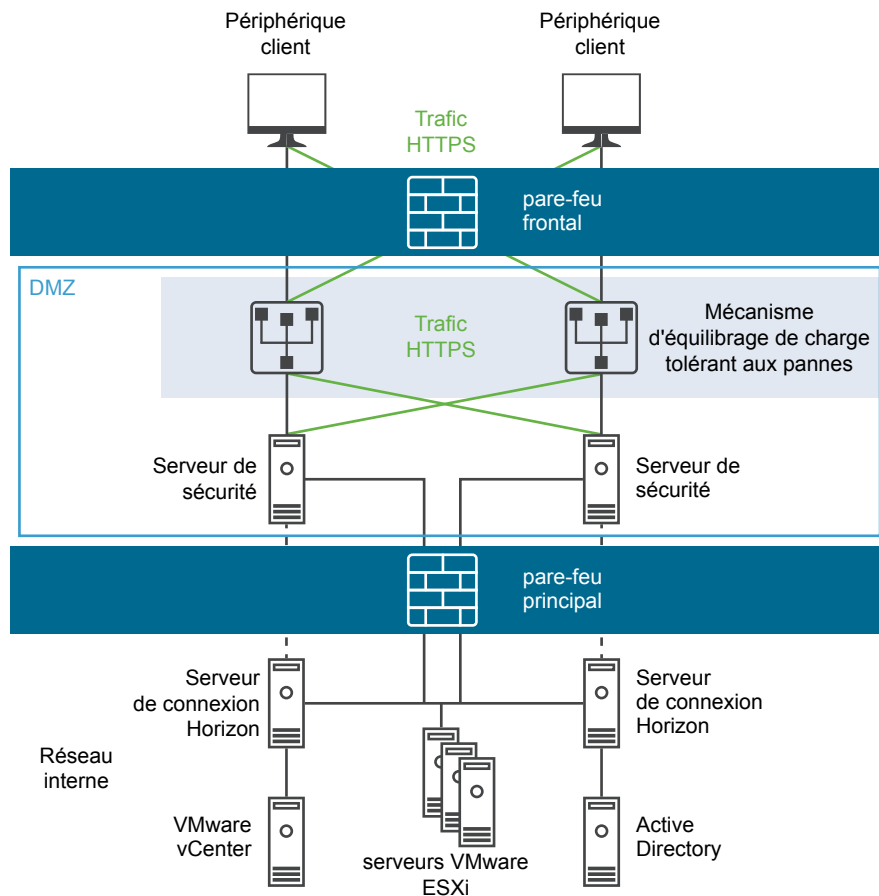 Périphérique
client
Périphérique
client
Trafic
HTTPS
pare-feu
frontal
DMZ
Trafic
HTTPS
Mécanisme
d'équilibrage de charge
tolérant aux pannes
Serveur de
sécurité
Serveur de
sécurité
pare-feu
principal
Serveur
de connexion
Horizon
Serveur
de connexion
Horizon
Réseau
interne
VMware
vCenter
serveurs VMware
ESXi
Active
Directory